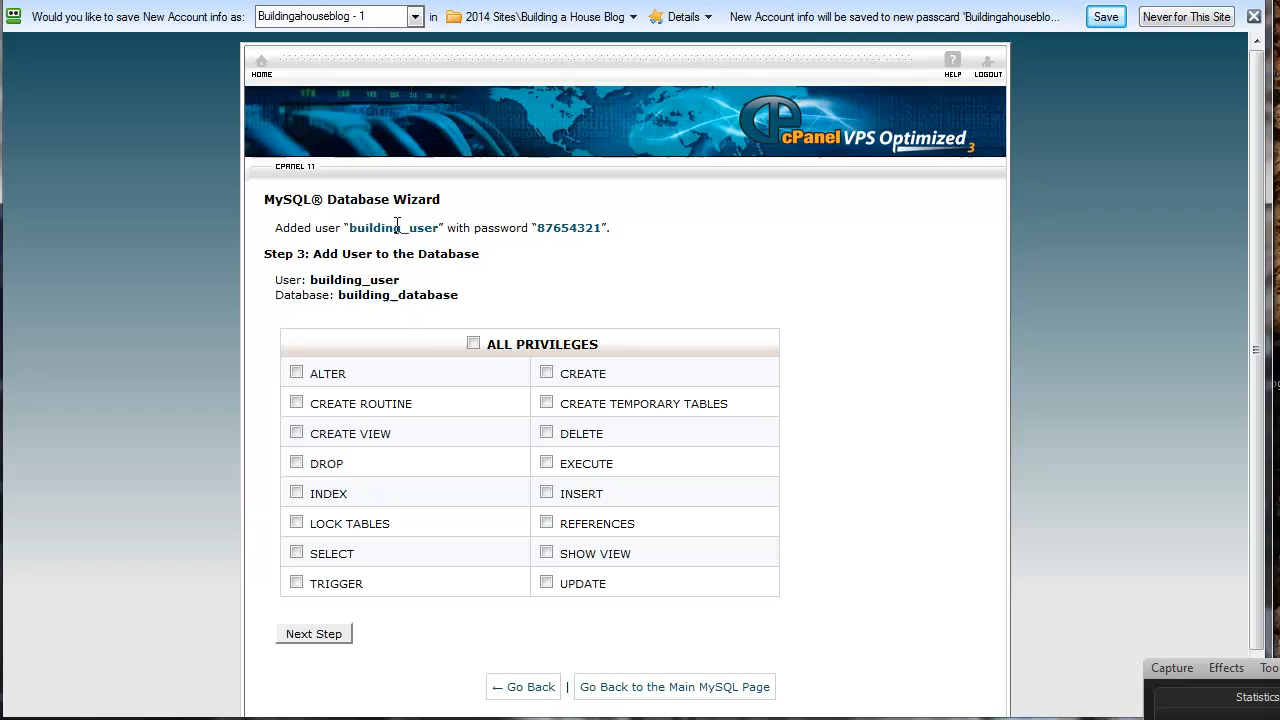 Would you like to save New Account info as: Buildingahouseblog - 1 in 2014 Sites\Building a House Blog Details New Account info will be saved to new passcard 'Buildingahouseblo... Save Never for This Site
HOME HELP LOGOUT
cPanel VPS Optimized 3
CPANEL 11
MySQL® Database Wizard
Added user “building_user” with password “87654321”.
Step 3: Add User to the Database
User: building_user
Database: building_database
ALL PRIVILEGES
ALTER CREATE
CREATE ROUTINE CREATE TEMPORARY TABLES
CREATE VIEW DELETE
DROP EXECUTE
INDEX INSERT
LOCK TABLES REFERENCES
SELECT SHOW VIEW
TRIGGER UPDATE
Next Step
← Go Back | Go Back to the Main MySQL Page
Capture Effects Too
Statistics